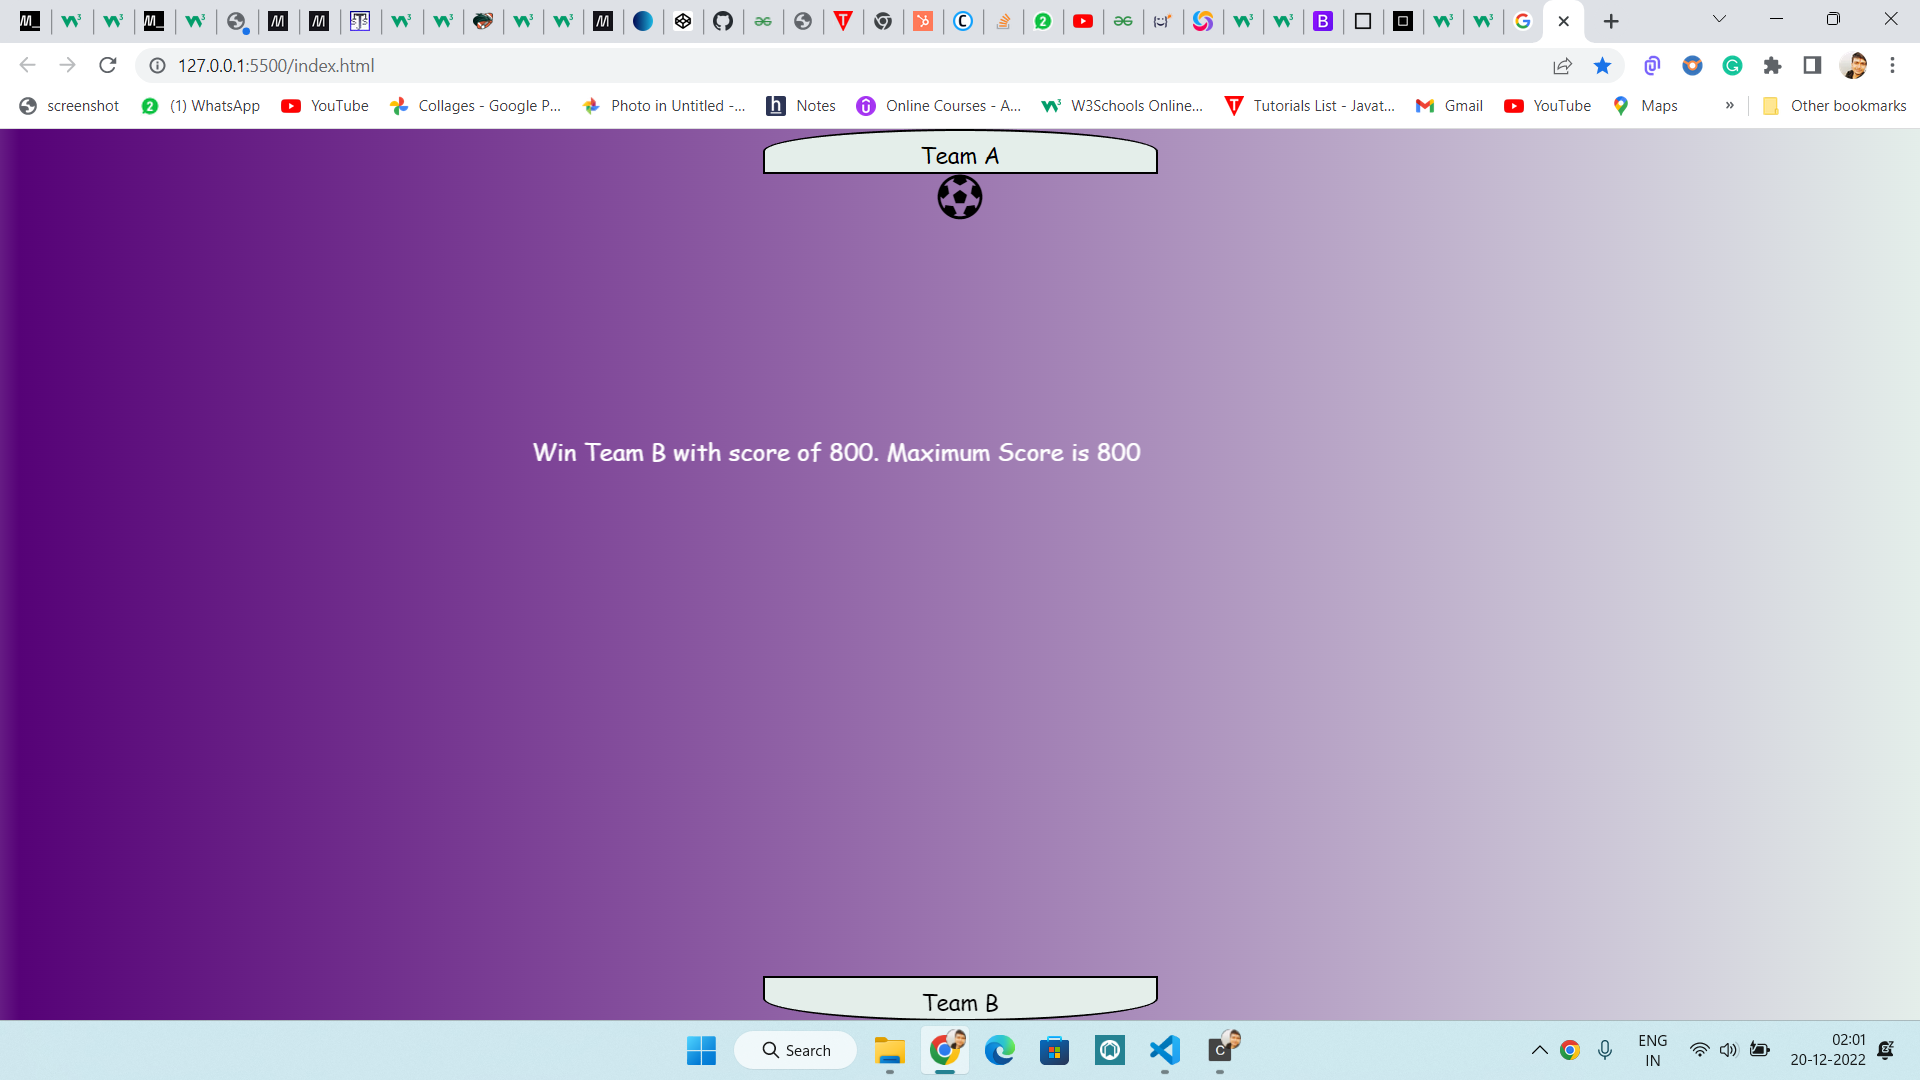 127.0.0.1:5500/index.html
screenshot (1) WhatsApp YouTube Collages - Google P... Photo in Untitled -... Notes Online Courses - A... W3Schools Online... Tutorials List - Javat... Gmail YouTube Maps » Other bookmarks
Team A
Win Team B with score of 800. Maximum Score is 800
Team B
Search
ENG
IN
02:01
20-12-2022